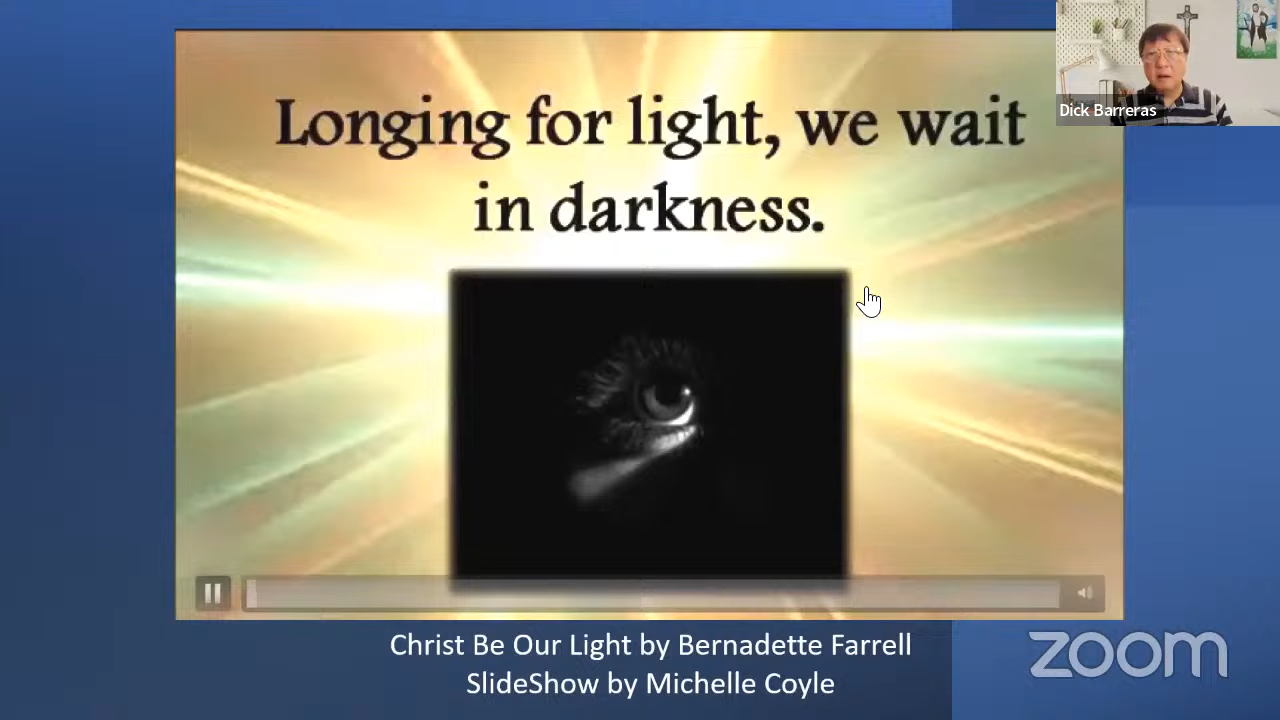 Longing for light, we wait
in darkness.
Dick Barreras
Christ Be Our Light by Bernadette Farrell
SlideShow by Michelle Coyle
zoom